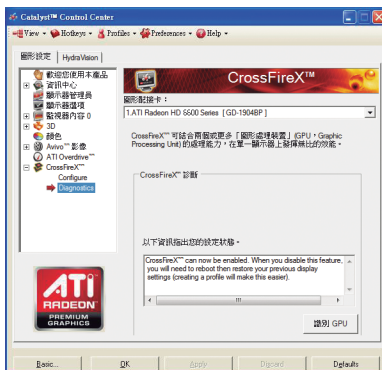 Catalyst™ Control Center
View Hotkeys Profiles Preferences Help
圖形設定 HydraVision
歡迎您使用本產品
資訊中心
顯示器管理員
顯示器選項
監視器內容 0
3D
顏色
Avivo™ 影像
ATI Overdrive™
CrossFireX™
Configure
Diagnostics
ATI
RADEON
PREMIUM
GRAPHICS
CrossFireX™
圖形配接卡：
1.ATI Radeon HD 6600 Series [GD-1904BP]
CrossFireX™ 可結合兩個或更多「圖形處理裝置」(GPU，Graphic
Processing Unit) 的處理能力，在單一顯示器上發揮無比的效能。
CrossFireX™ 診斷
以下資訊指出您的設定狀態。
CrossFireX™ can now be enabled. When you disable this feature,
you will need to reboot then restore your previous display
settings (creating a profile will make this easier).
識別 GPU
Basic... OK Apply Discard Defaults